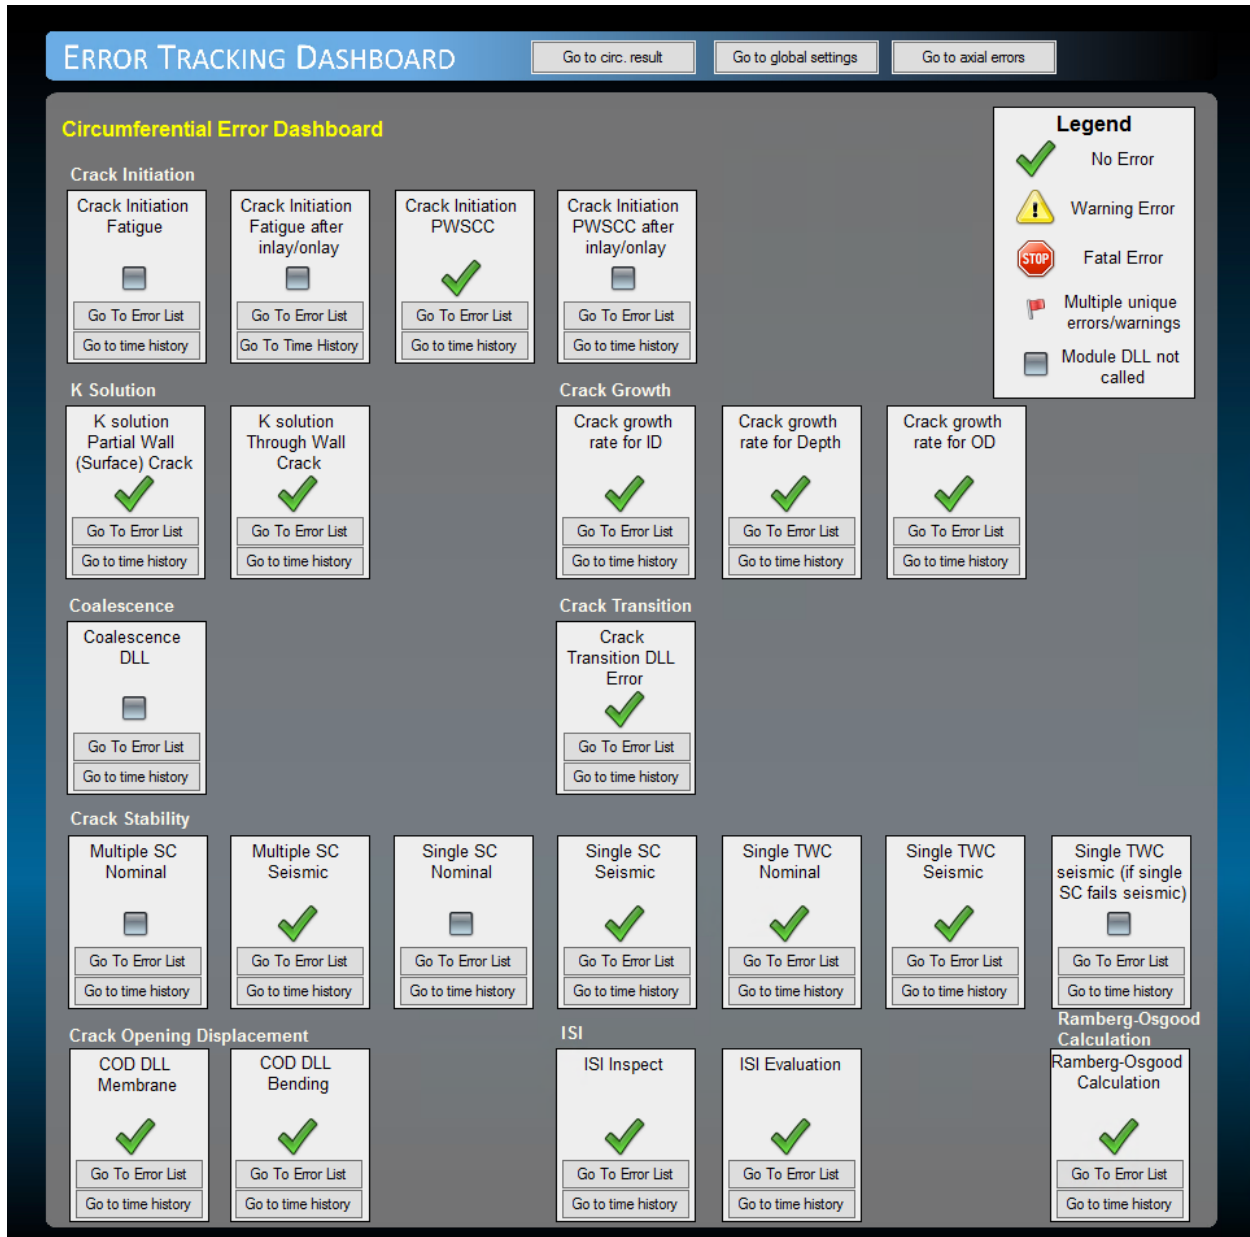 ERROR TRACKING DASHBOARD
Go to circ. result
Go to global settings
Go to axial errors
Circumferential Error Dashboard
Legend
No Error
Warning Error
STOP
Fatal Error
Multiple unique
errors/warnings
Module DLL not
called
Crack Initiation
Crack Initiation
Fatigue
Go To Error List
Go to time history
Crack Initiation
Fatigue after
inlay/onlay
Go To Error List
Go To Time History
Crack Initiation
PWSCC
Go To Error List
Go to time history
Crack Initiation
PWSCC after
inlay/onlay
Go To Error List
Go to time history
K Solution
K solution
Partial Wall
(Surface) Crack
Go To Error List
Go to time history
K solution
Through Wall
Crack
Go To Error List
Go to time history
Crack Growth
Crack growth
rate for ID
Go To Error List
Go to time history
Crack growth
rate for Depth
Go To Error List
Go to time history
Crack growth
rate for OD
Go To Error List
Go to time history
Coalescence
Coalescence
DLL
Go To Error List
Go to time history
Crack Transition
Crack
Transition DLL
Error
Go To Error List
Go to time history
Crack Stability
Multiple SC
Nominal
Go To Error List
Go to time history
Multiple SC
Seismic
Go To Error List
Go to time history
Single SC
Nominal
Go To Error List
Go to time history
Single SC
Seismic
Go To Error List
Go to time history
Single TWC
Nominal
Go To Error List
Go to time history
Single TWC
Seismic
Go To Error List
Go to time history
Single TWC
seismic (if single
SC fails seismic)
Go To Error List
Go to time history
Crack Opening Displacement
COD DLL
Membrane
Go To Error List
Go to time history
COD DLL
Bending
Go To Error List
Go to time history
ISI
ISI Inspect
Go To Error List
Go to time history
ISI Evaluation
Go To Error List
Go to time history
Ramberg-Osgood
Calculation
Ramberg-Osgood
Calculation
Go To Error List
Go to time history